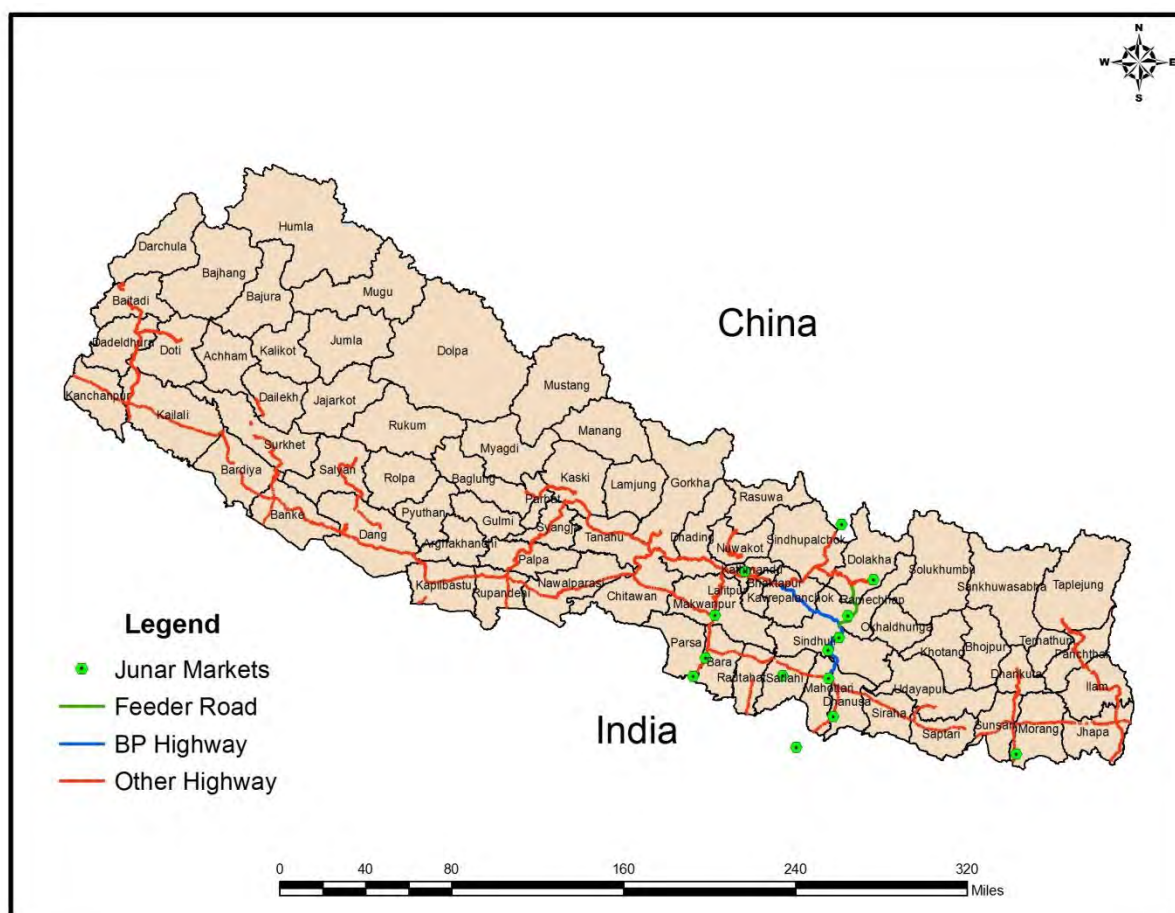 N
W E
S
Humla
Darchula
Bajhang
Bajura
Mugu
Baitadi
China
Dadeldhura
Doti
Achham
Kalikot
Jumla
Dolpa
Mustang
Kanchanpur
Kailali
Dailekh
Jajarkot
Rukum
Manang
Surkhet
Myagdi
Bardiya
Salyan
Rolpa
Baglung
Kaski
Lamjung
Gorkha
Rasuwa
Parbat
Banke
Pyuthan
Gulmi
Syangja
Tanahu
Dhading
Nuwakot
Sindhupalchok
Dang
Arghakhanchi
Palpa
Dolakha
Solukhumbu
Sankhuwasabha
Taplejung
Kathmandu
Bhaktapur
Kapilbastu
Rupandehi
Nawalparasi
Chitawan
Lalitpur
Kavrepalanchok
Ramechhap
Makwanpur
Okhaldhunga
Legend
Parsa
Bara
Sindhuli
Khotang
Bhojpur
Terhathum
Panchthar
Junar Markets
Rautahat
Sarlahi
Mahottari
Udayapur
Dhankuta
Ilam
Feeder Road
India
Dhanusa
Siraha
Saptari
Sunsari
Morang
Jhapa
BP Highway
Other Highway
0 40 80 160 240 320
Miles